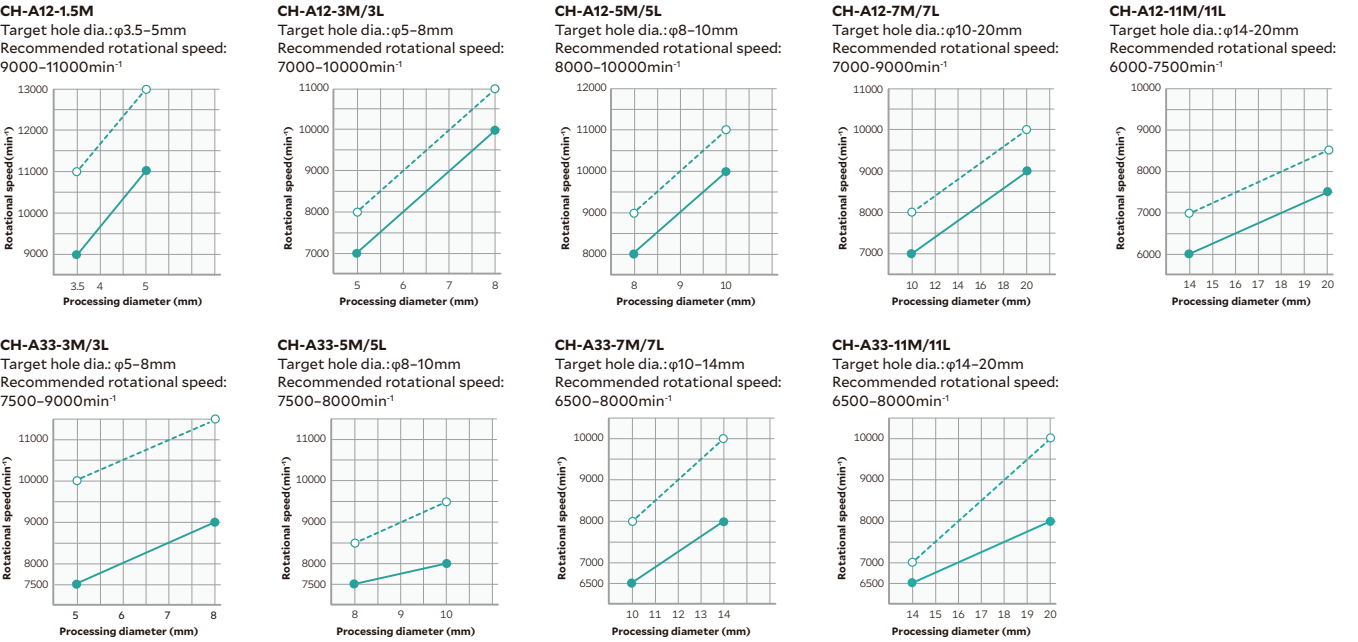 CH-A12-1.5M
Target hole dia.:φ3.5–5mm
Recommended rotational speed:
9000–11000min-1
13000
12000
11000
10000
9000
Rotational speed(min-1)
3.5 4 5
Processing diameter (mm)
CH-A12-3M/3L
Target hole dia.:φ5–8mm
Recommended rotational speed:
7000–10000min-1
11000
10000
9000
8000
7000
Rotational speed(min-1)
5 6 7 8
Processing diameter (mm)
CH-A12-5M/5L
Target hole dia.:φ8–10mm
Recommended rotational speed:
8000–10000min-1
12000
11000
10000
9000
8000
Rotational speed(min-1)
8 9 10
Processing diameter (mm)
CH-A12-7M/7L
Target hole dia.:φ10-20mm
Recommended rotational speed:
7000-9000min-1
11000
10000
9000
8000
7000
Rotational speed(min-1)
10 12 14 16 18 20
Processing diameter (mm)
CH-A12-11M/11L
Target hole dia.:φ14-20mm
Recommended rotational speed:
6000-7500min-1
10000
9000
8000
7000
6000
Rotational speed(min-1)
14 15 16 17 18 19 20
Processing diameter (mm)
CH-A33-3M/3L
Target hole dia.: φ5–8mm
Recommended rotational speed:
7500–9000min-1
11000
10000
9000
8000
7500
Rotational speed(min-1)
5 6 7 8
Processing diameter (mm)
CH-A33-5M/5L
Target hole dia.:φ8–10mm
Recommended rotational speed:
7500–8000min-1
11000
10000
9000
8000
7500
Rotational speed(min-1)
8 9 10
Processing diameter (mm)
CH-A33-7M/7L
Target hole dia.:φ10–14mm
Recommended rotational speed:
6500–8000min-1
10000
9000
8000
7000
6500
Rotational speed(min-1)
10 11 12 13 14
Processing diameter (mm)
CH-A33-11M/11L
Target hole dia.:φ14–20mm
Recommended rotational speed:
6500–8000min-1
10000
9000
8000
7000
6500
Rotational speed(min-1)
14 15 16 17 18 19 20
Processing diameter (mm)